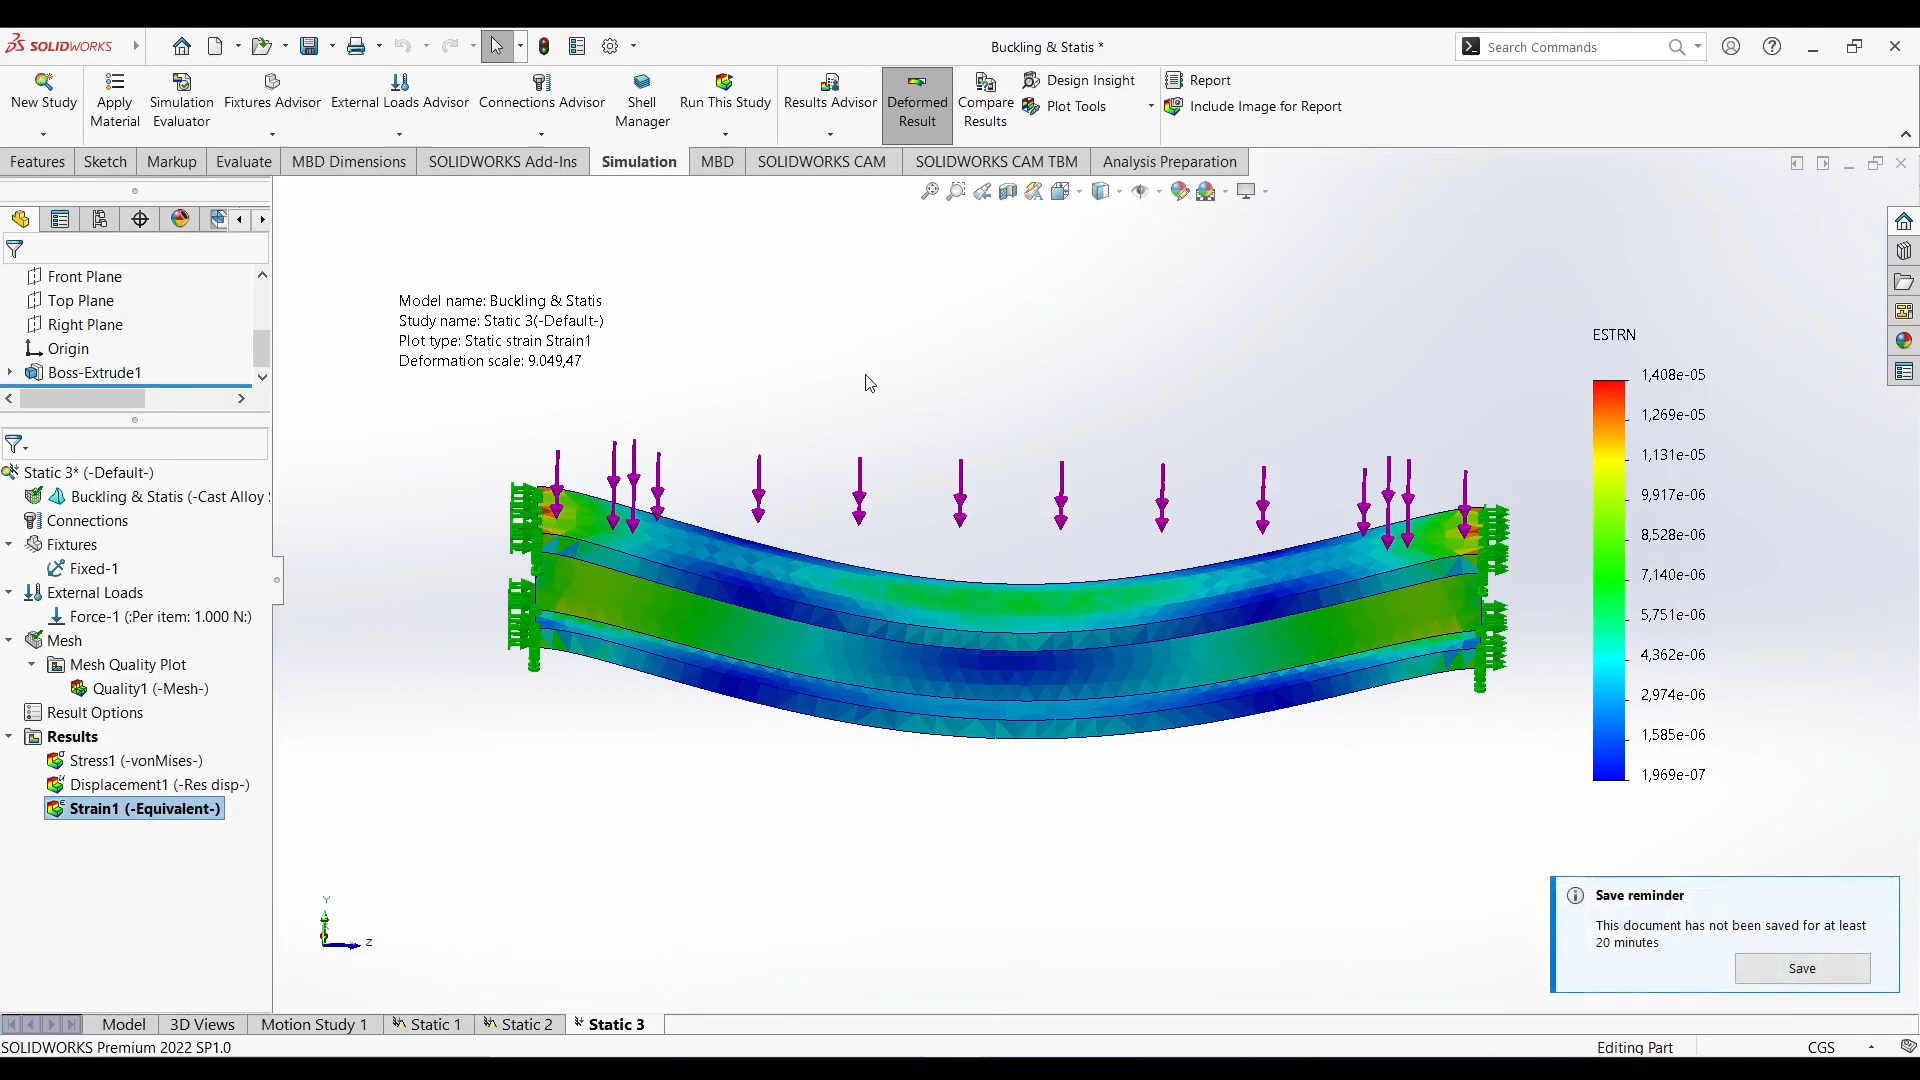 SOLIDWORKS
Buckling & Statis *
Search Commands
New Study
Apply Material
Simulation Evaluator
Fixtures Advisor
External Loads Advisor
Connections Advisor
Shell Manager
Run This Study
Results Advisor
Deformed Result
Compare Results
Design Insight
Plot Tools
Report
Include Image for Report
Features
Sketch
Markup
Evaluate
MBD Dimensions
SOLIDWORKS Add-Ins
Simulation
MBD
SOLIDWORKS CAM
SOLIDWORKS CAM TBM
Analysis Preparation
Front Plane
Top Plane
Right Plane
Origin
Boss-Extrude1
Static 3* (-Default-)
Buckling & Statis (-Cast Alloy
Connections
Fixtures
Fixed-1
External Loads
Force-1 (:Per item: 1.000 N:)
Mesh
Mesh Quality Plot
Quality1 (-Mesh-)
Result Options
Results
Stress1 (-vonMises-)
Displacement1 (-Res disp-)
Strain1 (-Equivalent-)
Model name: Buckling & Statis
Study name: Static 3(-Default-)
Plot type: Static strain Strain1
Deformation scale: 9.049,47
ESTRN
1,408e-05
1,269e-05
1,131e-05
9,917e-06
8,528e-06
7,140e-06
5,751e-06
4,362e-06
2,974e-06
1,585e-06
1,969e-07
Y
Z
Save reminder
This document has not been saved for at least
20 minutes
Save
Model
3D Views
Motion Study 1
Static 1
Static 2
Static 3
SOLIDWORKS Premium 2022 SP1.0
Editing Part
CGS